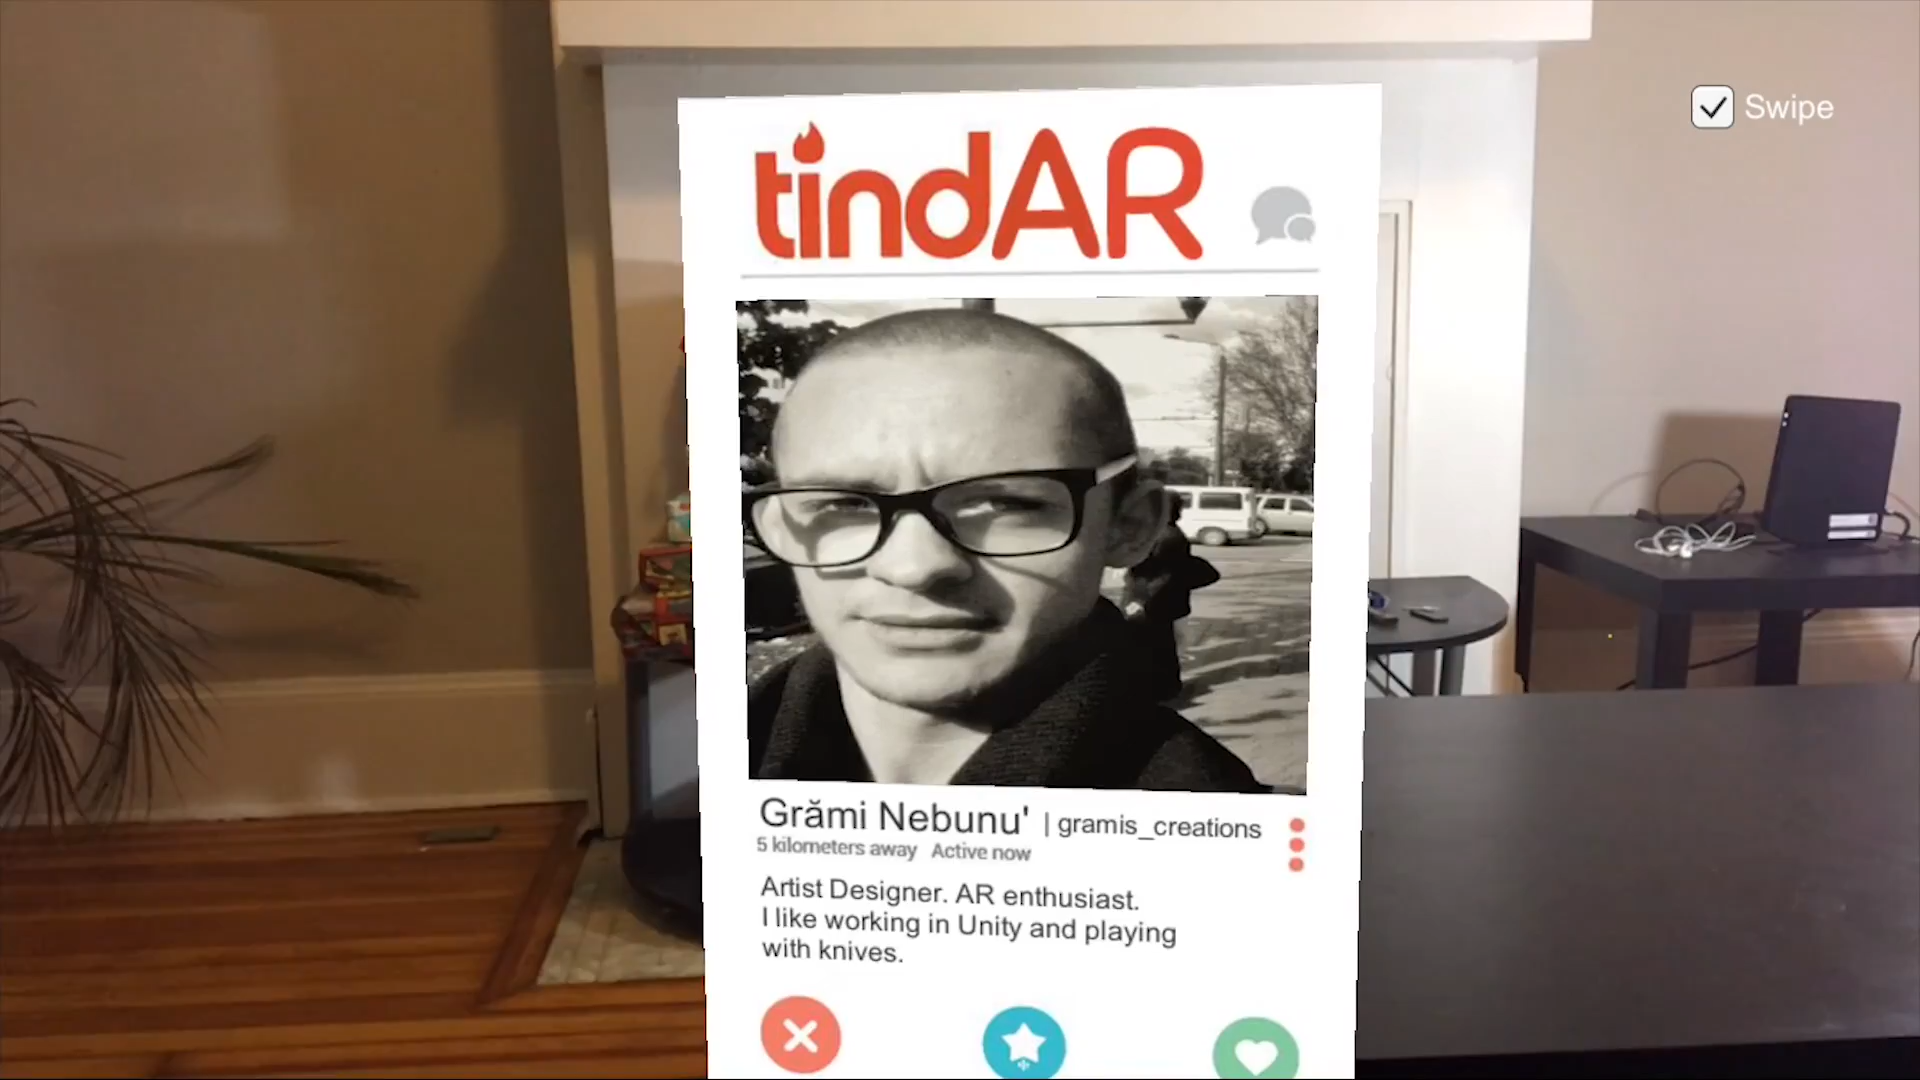 Swipe
tindAR
Grămi Nebunu' | gramis_creations
5 kilometers away Active now
Artist Designer. AR enthusiast.
I like working in Unity and playing
with knives.